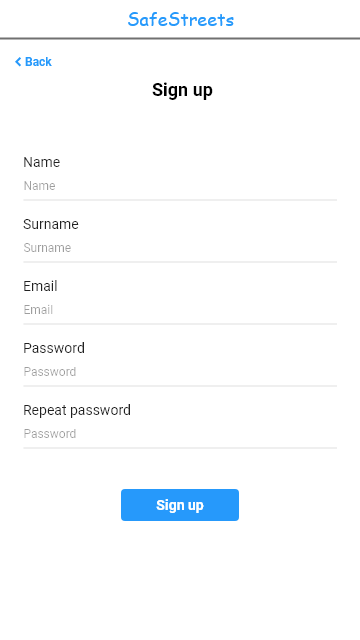 SafeStreets
Back
Sign up
Name
Name
Surname
Surname
Email
Email
Password
Password
Repeat password
Password
Sign up